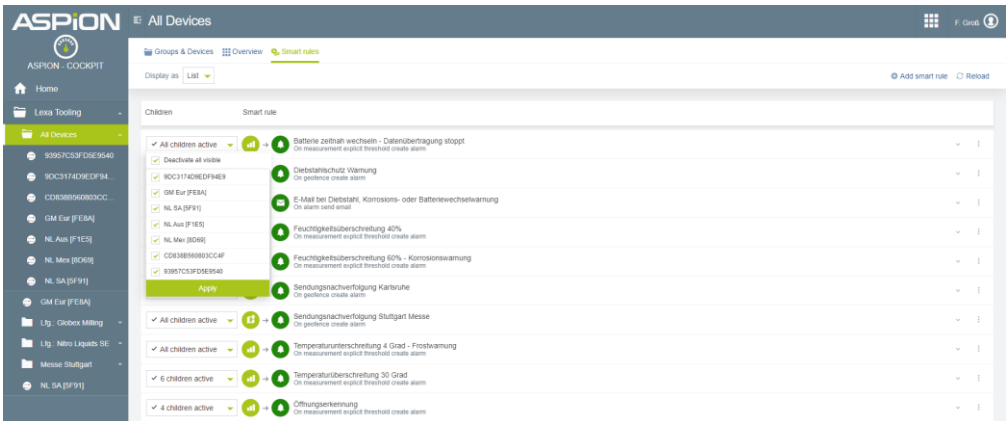 ASPION
ASPION - COCKPIT
Home
Lexa Tooling
All Devices
93957C53FD5E9540
9DC3174D9EDF94...
CD838B560803CC...
GM Eur [FE8A]
NL Aus [F1E5]
NL Mex [8D69]
NL SA [5F91]
GM Eur [FE8A]
Lfg.: Globex Milling
Lfg.: Nitro Liquids SE
Messe Stuttgart
NL SA [5F91]
All Devices
F. Groß
Groups & Devices Overview Smart rules
Display as List
Add smart rule Reload
Children Smart rule
All children active
Deactivate all visible
9DC3174D9EDF94E9
GM Eur [FE8A]
NL SA [5F91]
NL Aus [F1E5]
NL Mex [8D69]
CD838B560803CC4F
93957C53FD5E9540
Apply
Batterie zeitnah wechseln - Datenübertragung stoppt
On measurement explicit threshold create alarm
Diebstahlschutz Warnung
On geofence create alarm
E-Mail bei Diebstahl, Korrosions- oder Batteriewechselwarnung
On alarm send email
Feuchtigkeitsüberschreitung 40%
On measurement explicit threshold create alarm
Feuchtigkeitsüberschreitung 60% - Korrosionswarnung
On measurement explicit threshold create alarm
Sendungsnachverfolgung Karlsruhe
On geofence create alarm
All children active
Sendungsnachverfolgung Stuttgart Messe
On geofence create alarm
All children active
Temperaturunterschreitung 4 Grad - Frostwarnung
On measurement explicit threshold create alarm
6 children active
Temperaturüberschreitung 30 Grad
On measurement explicit threshold create alarm
4 children active
Öffnungserkennung
On measurement explicit threshold create alarm